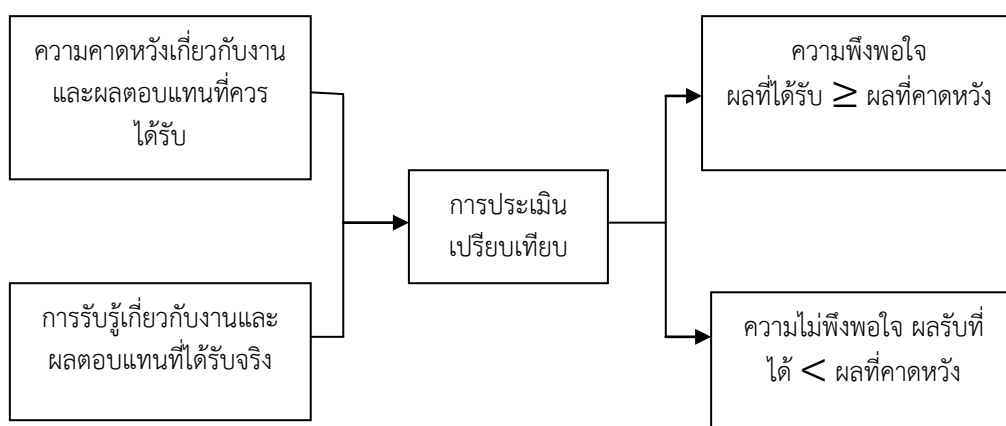 ความคาดหวังเกี่ยวกับงาน
และผลตอบแทนที่ควร
ได้รับ
การรับรู้เกี่ยวกับงานและ
ผลตอบแทนที่ได้รับจริง
การประเมิน
เปรียบเทียบ
ความพึงพอใจ
ผลที่ได้รับ ≥ ผลที่คาดหวัง
ความไม่พึงพอใจ ผลรับที่
ได้ < ผลที่คาดหวัง